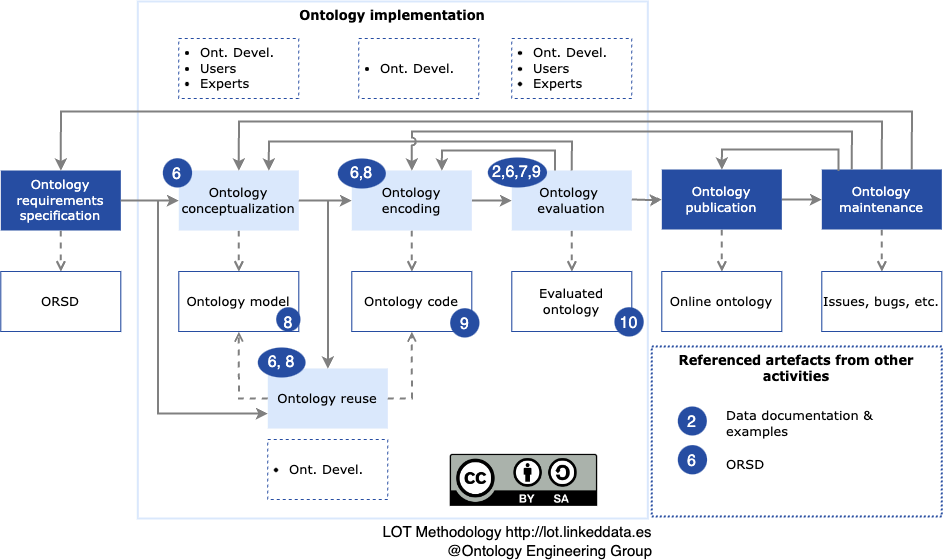 Ontology implementation
• Ont. Devel.
• Users
• Experts
• Ont. Devel.
• Ont. Devel.
• Users
• Experts
Ontology
requirements
specification
6
Ontology
conceptualization
6,8
Ontology
encoding
2,6,7,9
Ontology
evaluation
Ontology
publication
Ontology
maintenance
ORSD
Ontology model
8
Ontology code
9
Evaluated
ontology
10
Online ontology
Issues, bugs, etc.
6, 8
Ontology reuse
• Ont. Devel.
Referenced artefacts from other
activities
2
Data documentation &
examples
6
ORSD
cc
BY SA
LOT Methodology http://lot.linkeddata.es
@Ontology Engineering Group